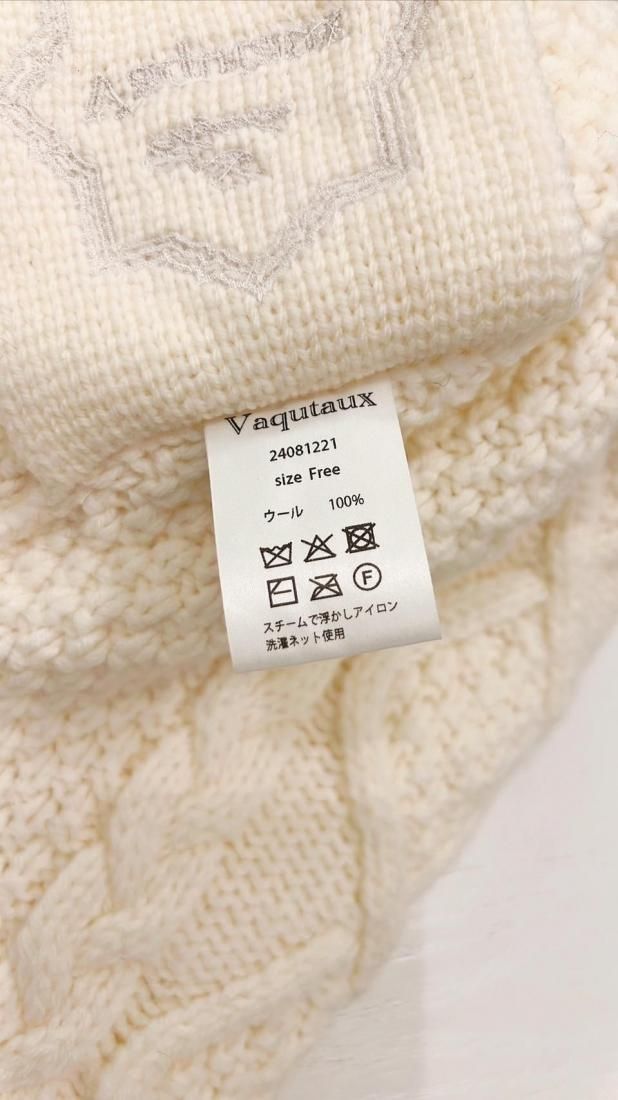 Vaqutaux
24081221
size Free
ウール 100%
F
スチームで浮かしアイロン
洗濯ネット使用